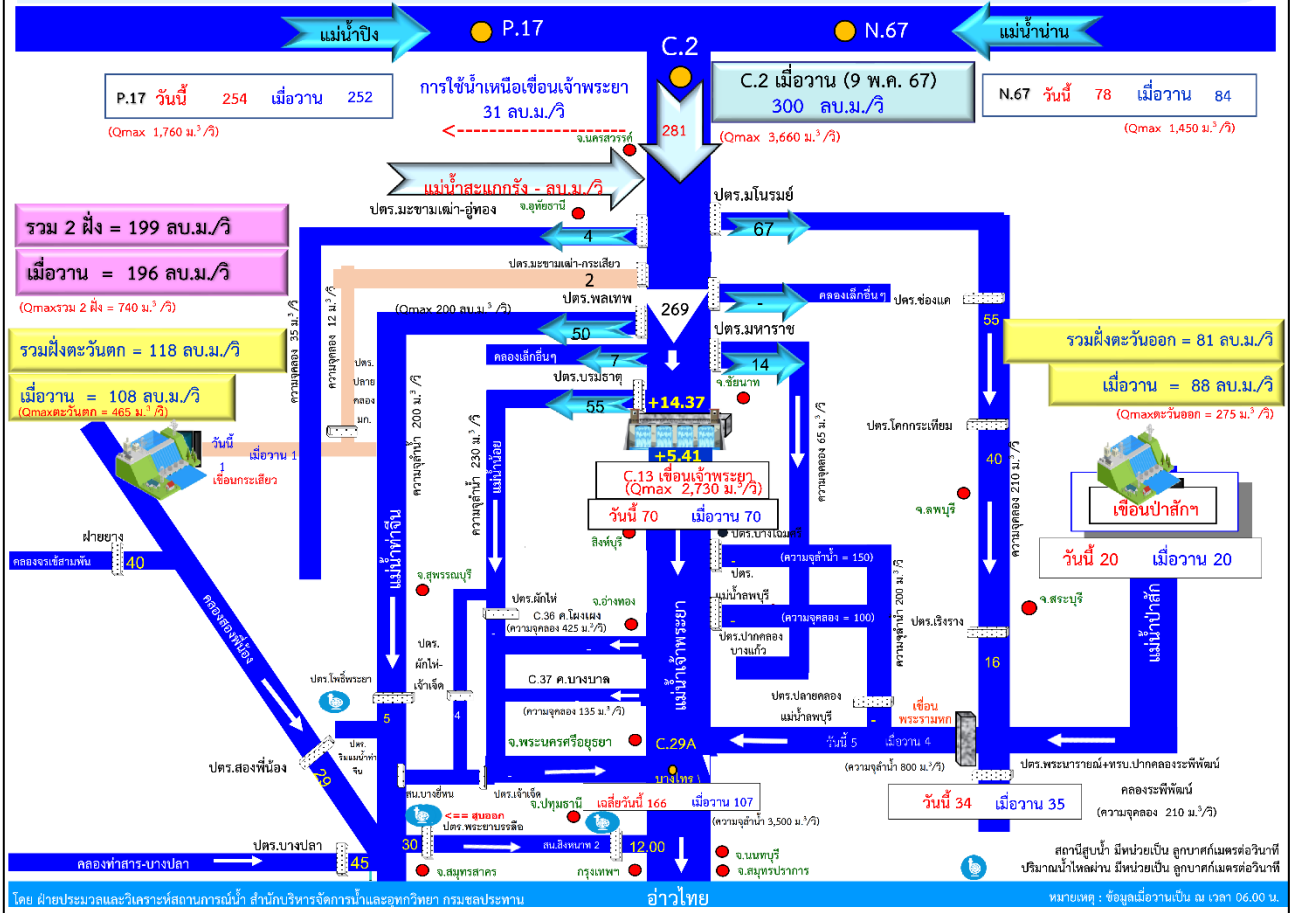 แม่น้ำปิง
P.17
C.2
N.67
แม่น้ำน่าน
P.17 วันนี้ 254 เมื่อวาน 252
(Qmax 1,760 ม.³/วิ)
การใช้น้ำเหนือเขื่อนเจ้าพระยา
31 ลบ.ม./วิ
จ.นครสวรรค์
281
C.2 เมื่อวาน (9 พ.ค. 67)
300 ลบ.ม./วิ
(Qmax 3,660 ม.³/วิ)
N.67 วันนี้ 78 เมื่อวาน 84
(Qmax 1,450 ม.³/วิ)
แม่น้ำสะแกกรัง - ลบ.ม./วิ
ปตร.มะขามเฒ่า-อู่ทอง
จ.อุทัยธานี
4
ปตร.มโนรมย์
67
รวม 2 ฝั่ง = 199 ลบ.ม./วิ
เมื่อวาน = 196 ลบ.ม./วิ
(Qmaxรวม 2 ฝั่ง = 740 ม.³ /วิ)
ปตร.มะขามเฒ่า-กระเสียว
2
ปตร.พลเทพ
(Qmax 200 ลบ.ม.³ /วิ)
50
269
-
คลองเล็กอื่นๆ
ปตร.ช่องแค
55
ปตร.มหาราช
14
คลองเล็กอื่นๆ
7
ปตร.บรมธาตุ
55
จ.ชัยนาท
รวมฝั่งตะวันตก = 118 ลบ.ม./วิ
เมื่อวาน = 108 ลบ.ม./วิ
(Qmaxตะวันตก = 465 ม.³ /วิ)
รวมฝั่งตะวันออก = 81 ลบ.ม./วิ
เมื่อวาน = 88 ลบ.ม./วิ
(Qmaxตะวันออก = 275 ม.³ /วิ)
ความจุคลอง 35 ม.³ /วิ
ความจุคลอง 12 ม.³ /วิ
ปตร.
ปลาย
คลอง
มก.
ความจุลำน้ำ 200 ม.³ /วิ
ความจุลำน้ำ 230 ม.³ /วิ
แม่น้ำน้อย
แม่น้ำท่าจีน
+14.37
+5.41
C.13 เขื่อนเจ้าพระยา
(Qmax 2,730 ม.³/วิ)
วันนี้ 70 เมื่อวาน 70
ความจุคลอง 65 ม.³ /วิ
ปตร.โคกกระเทียม
40
ความจุคลอง 210 ม.³ /วิ
จ.ลพบุรี
เขื่อนป่าสักฯ
วันนี้ 20 เมื่อวาน 20
วันนี้
1
เมื่อวาน 1
เขื่อนกระเสียว
ฝายยาง
คลองจรเข้สามพัน
40
คลองสองพี่น้อง
จ.สุพรรณบุรี
สิงห์บุรี
ปตร.บางโฉมศรี
(ความจุลำน้ำ = 150)
ปตร.
แม่น้ำลพบุรี
-
(ความจุคลอง = 100)
ปตร.ปากคลอง
บางแก้ว
ความจุลำน้ำ 200 ม.³ /วิ
จ.สระบุรี
ปตร.เริงราง
16
แม่น้ำป่าสัก
ปตร.ผักไห่
-
จ.อ่างทอง
C.36 ค.โผงเผง
(ความจุคลอง 425 ม.³/วิ)
-
แม่น้ำเจ้าพระยา
ปตร.
ผักไห่-
เจ้าเจ็ด
4
C.37 ค.บางบาล
(ความจุคลอง 135 ม.³/วิ)
ปตร.โพธิ์พระยา
5
ปตร.ปลายคลอง
แม่น้ำลพบุรี
-
เขื่อน
พระรามหก
วันนี้ 5 เมื่อวาน 4
(ความจุลำน้ำ 800 ม.³/วิ)
จ.พระนครศรีอยุธยา
C.29A
บางไทร
ปตร.สองพี่น้อง
29
ปตร.
ริมแม่น้ำท่า
จีน
สน.บางยี่หน
ปตร.เจ้าเจ็ด
-
จ.ปทุมธานี
เฉลี่ยวันนี้ 166 เมื่อวาน 107
(ความจุลำน้ำ 3,500 ม.³/วิ)
ปตร.พระนารายณ์+ทรบ.ปากคลองระพีพัฒน์
วันนี้ 34 เมื่อวาน 35
คลองระพีพัฒน์
(ความจุคลอง 210 ม.³/วิ)
<== สูบออก
ปตร.พระยาบรรลือ
30
สน.สิงหนาท 2
12.00
ปตร.บางปลา
คลองท่าสาร-บางปลา
45
จ.สมุทรสาคร
กรุงเทพฯ
จ.นนทบุรี
จ.สมุทรปราการ
สถานีสูบน้ำ มีหน่วยเป็น ลูกบาศก์เมตรต่อวินาที
ปริมาณน้ำไหลผ่าน มีหน่วยเป็น ลูกบาศก์เมตรต่อวินาที
โดย ฝ่ายประมวลและวิเคราะห์สถานการณ์น้ำ สำนักบริหารจัดการน้ำและอุทกวิทยา กรมชลประทาน
อ่าวไทย
หมายเหตุ : ข้อมูลเมื่อวานเป็น ณ เวลา 06.00 น.